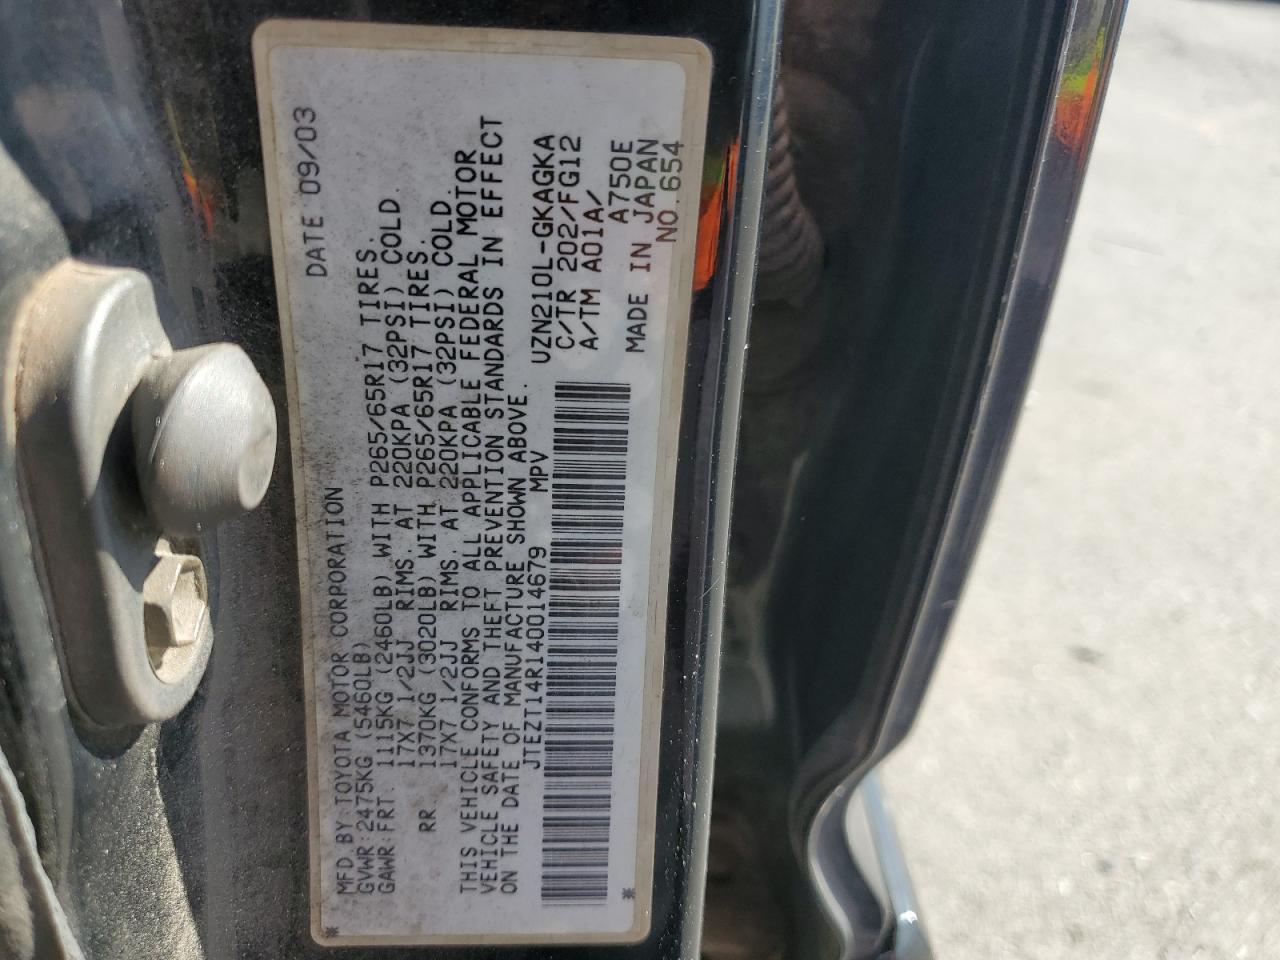 MFD.BY:TOYOTA MOTOR CORPORATION DATE 09/03
GVWR:2475KG (5460LB)
GAWR:FRT. 1115KG (2460LB) WITH P265/65R17 TIRES.
17X7 1/2JJ RIMS, AT 220KPA (32PSI) COLD.
RR. 1370KG (3020LB) WITH P265/65R17 TIRES.
17X7 1/2JJ RIMS, AT 220KPA (32PSI) COLD.
THIS VEHICLE CONFORMS TO ALL APPLICABLE FEDERAL MOTOR
VEHICLE SAFETY AND THEFT PREVENTION STANDARDS IN EFFECT
ON THE DATE OF MANUFACTURE SHOWN ABOVE.
JTEZT14R140014679 MPV UZN210L-GKAGKA
C/TR 202/FG12
A/TM A01A/ A750E
MADE IN JAPAN
NO.654